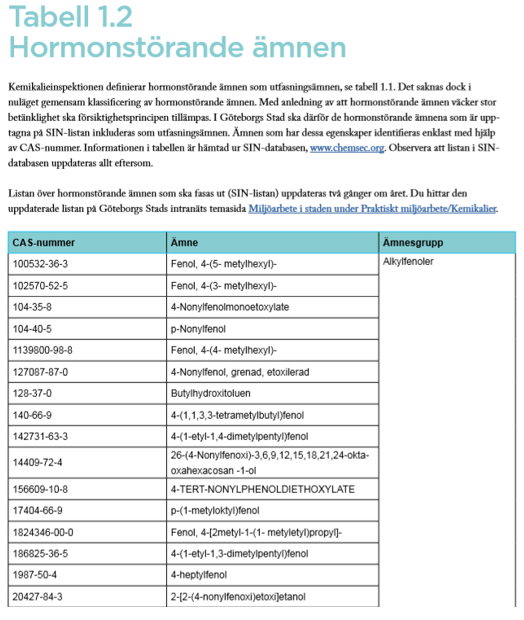 Tabell 1.2
Hormonstörande ämnen
Kemikalieinspektionen definierar hormonstörande ämnen som utfasningsämnen, se tabell 1.1. Det saknas dock i
nuläget gemensam klassificering av hormonstörande ämnen. Med anledning av att hormonstörande ämnen väcker stor
betänklighet ska försiktighetsprincipen tillämpas. I Göteborgs Stad ska därför de hormonstörande ämnena som är upp-
tagna på SIN-listan inkluderas som utfasningsämnen. Ämnen som har dessa egenskaper identifieras enklast med hjälp
av CAS-nummer. Informationen i tabellen är hämtad ur SIN-databasen, www.chemsec.org. Observera att listan i SIN-
databasen uppdateras allt eftersom.
Listan över hormonstörande ämnen som ska fasas ut (SIN-listan) uppdateras två gånger om året. Du hittar den
uppdaterade listan på Göteborgs Stads intranäts temasida Miljöarbete i staden under Praktiskt miljöarbete/Kemikalier.
CAS-nummer Ämne Ämnesgrupp
100532-36-3 Fenol, 4-(5- metylhexyl)- Alkylfenoler
102570-52-5 Fenol, 4-(3- metylhexyl)-
104-35-8 4-Nonylfenolmonoetoxylate
104-40-5 p-Nonylfenol
1139800-98-8 Fenol, 4-(4- metylhexyl)-
127087-87-0 4-Nonylfenol, grenad, etoxilerad
128-37-0 Butylhydroxitoluen
140-66-9 4-(1,1,3,3-tetrametylbutyl)fenol
142731-63-3 4-(1-etyl-1,4-dimetylpentyl)fenol
14409-72-4 26-(4-Nonylfenoxi)-3,6,9,12,15,18,21,24-okta-
oxahexacosan -1-ol
156609-10-8 4-TERT-NONYLPHENOLDIETHOXYLATE
17404-66-9 p-(1-metyloktyl)fenol
1824346-00-0 Fenol, 4-[2metyl-1-(1- metyletyl)propyl]-
186825-36-5 4-(1-etyl-1,3-dimetylpentyl)fenol
1987-50-4 4-heptylfenol
20427-84-3 2-[2-(4-nonylfenoxi)etoxi]etanol